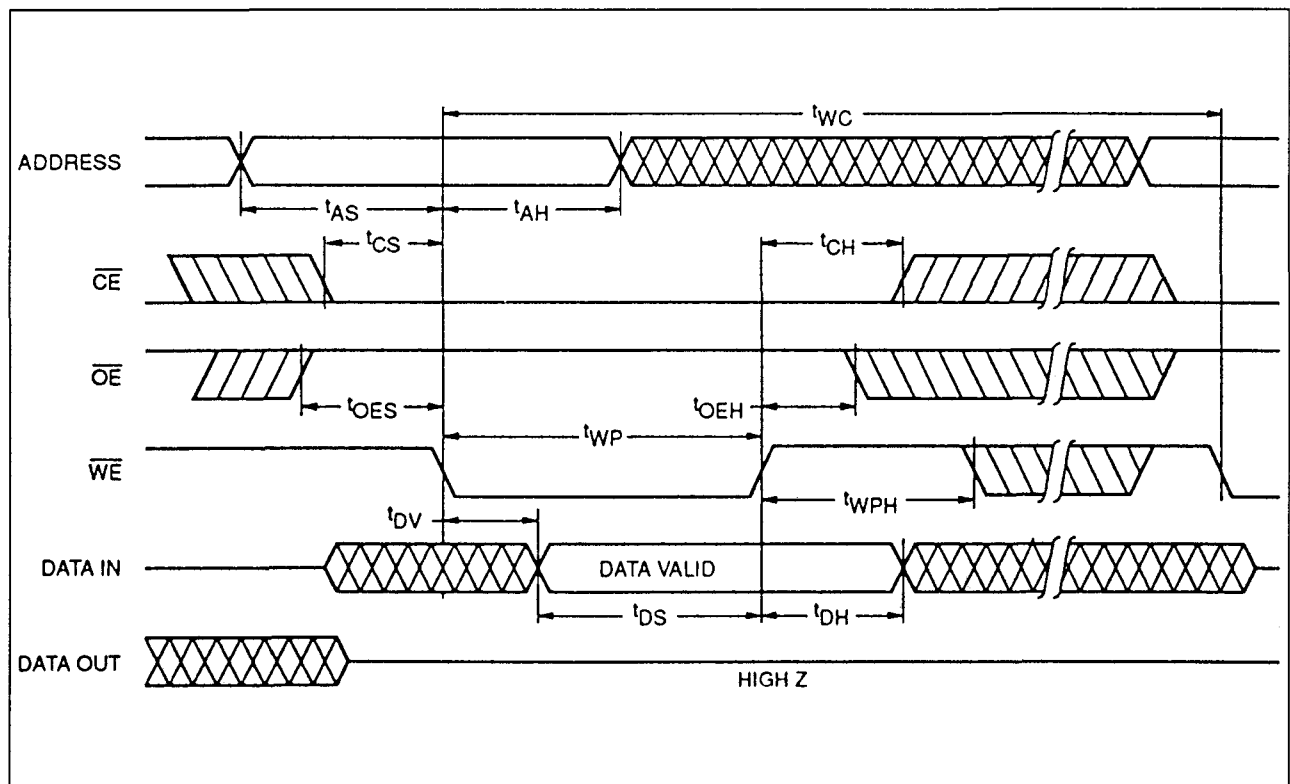 tWC
ADDRESS
tAS
tAH
tCS
tCH
CE
OE
tOES
tOEH
tWP
WE
tWPH
tDV
DATA IN
DATA VALID
tDS
tDH
DATA OUT
HIGH Z